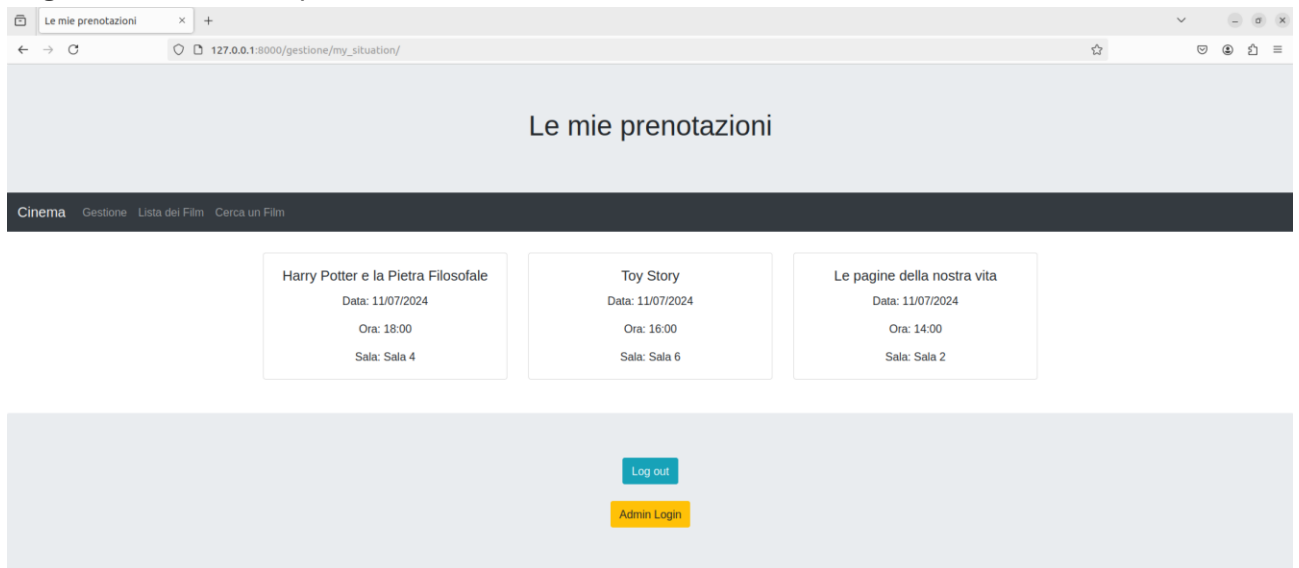 Le mie prenotazioni
127.0.0.1:8000/gestione/my_situation/
Le mie prenotazioni
Cinema Gestione Lista dei Film Cerca un Film
Harry Potter e la Pietra Filosofale
Data: 11/07/2024
Ora: 18:00
Sala: Sala 4
Toy Story
Data: 11/07/2024
Ora: 16:00
Sala: Sala 6
Le pagine della nostra vita
Data: 11/07/2024
Ora: 14:00
Sala: Sala 2
Log out
Admin Login